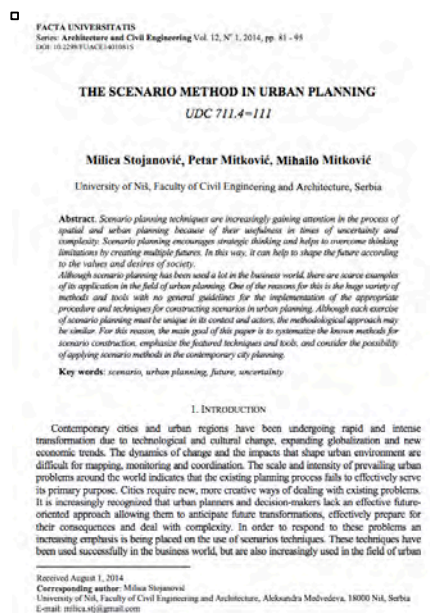 FACTA UNIVERSITATIS
Series: Architecture and Civil Engineering Vol. 12, Nº 1, 2014, pp. 81 - 95
DOI: 10.2298/FUACE1401081S
THE SCENARIO METHOD IN URBAN PLANNING
UDC 711.4=111
Milica Stojanović, Petar Mitković, Mihailo Mitković
University of Niš, Faculty of Civil Engineering and Architecture, Serbia
Abstract. Scenario planning techniques are increasingly gaining attention in the process of
spatial and urban planning because of their usefulness in times of uncertainty and
complexity. Scenario planning encourages strategic thinking and helps to overcome thinking
limitations by creating multiple futures. In this way, it can help to shape the future according
to the values and desires of society.
Although scenario planning has been used a lot in the business world, there are scarce examples
of its application in the field of urban planning. One of the reasons for this is the huge variety of
methods and tools with no general guidelines for the implementation of the appropriate
procedure and techniques for constructing scenarios in urban planning. Although each exercise
of scenario planning must be unique in its context and actors, the methodological approach may
be similar. For this reason, the main goal of this paper is to systematize the known methods for
scenario construction, emphasize the featured techniques and tools, and consider the possibility
of applying scenario methods in the contemporary city planning.
Key words: scenario, urban planning, future, uncertainty
1. INTRODUCTION
Contemporary cities and urban regions have been undergoing rapid and intense
transformation due to technological and cultural change, expanding globalization and new
economic trends. The dynamics of change and the impacts that shape urban environment are
difficult for mapping, monitoring and coordination. The scale and intensity of prevailing urban
problems around the world indicates that the existing planning process fails to effectively serve
its primary purpose. Cities require new, more creative ways of dealing with existing problems.
It is increasingly recognized that urban planners and decision-makers lack an effective future-
oriented approach allowing them to anticipate future transformations, effectively prepare for
their consequences and deal with complexity. In order to respond to these problems an
increasing emphasis is being placed on the use of scenarios techniques. These techniques have
been used successfully in the business world, but are also increasingly used in the field of urban
Received August 1, 2014
Corresponding author: Milica Stojanović
University of Niš, Faculty of Civil Engineering and Architecture, Aleksandra Medvedeva, 18000 Niš, Serbia
E-mail: milica.stj@gmail.com